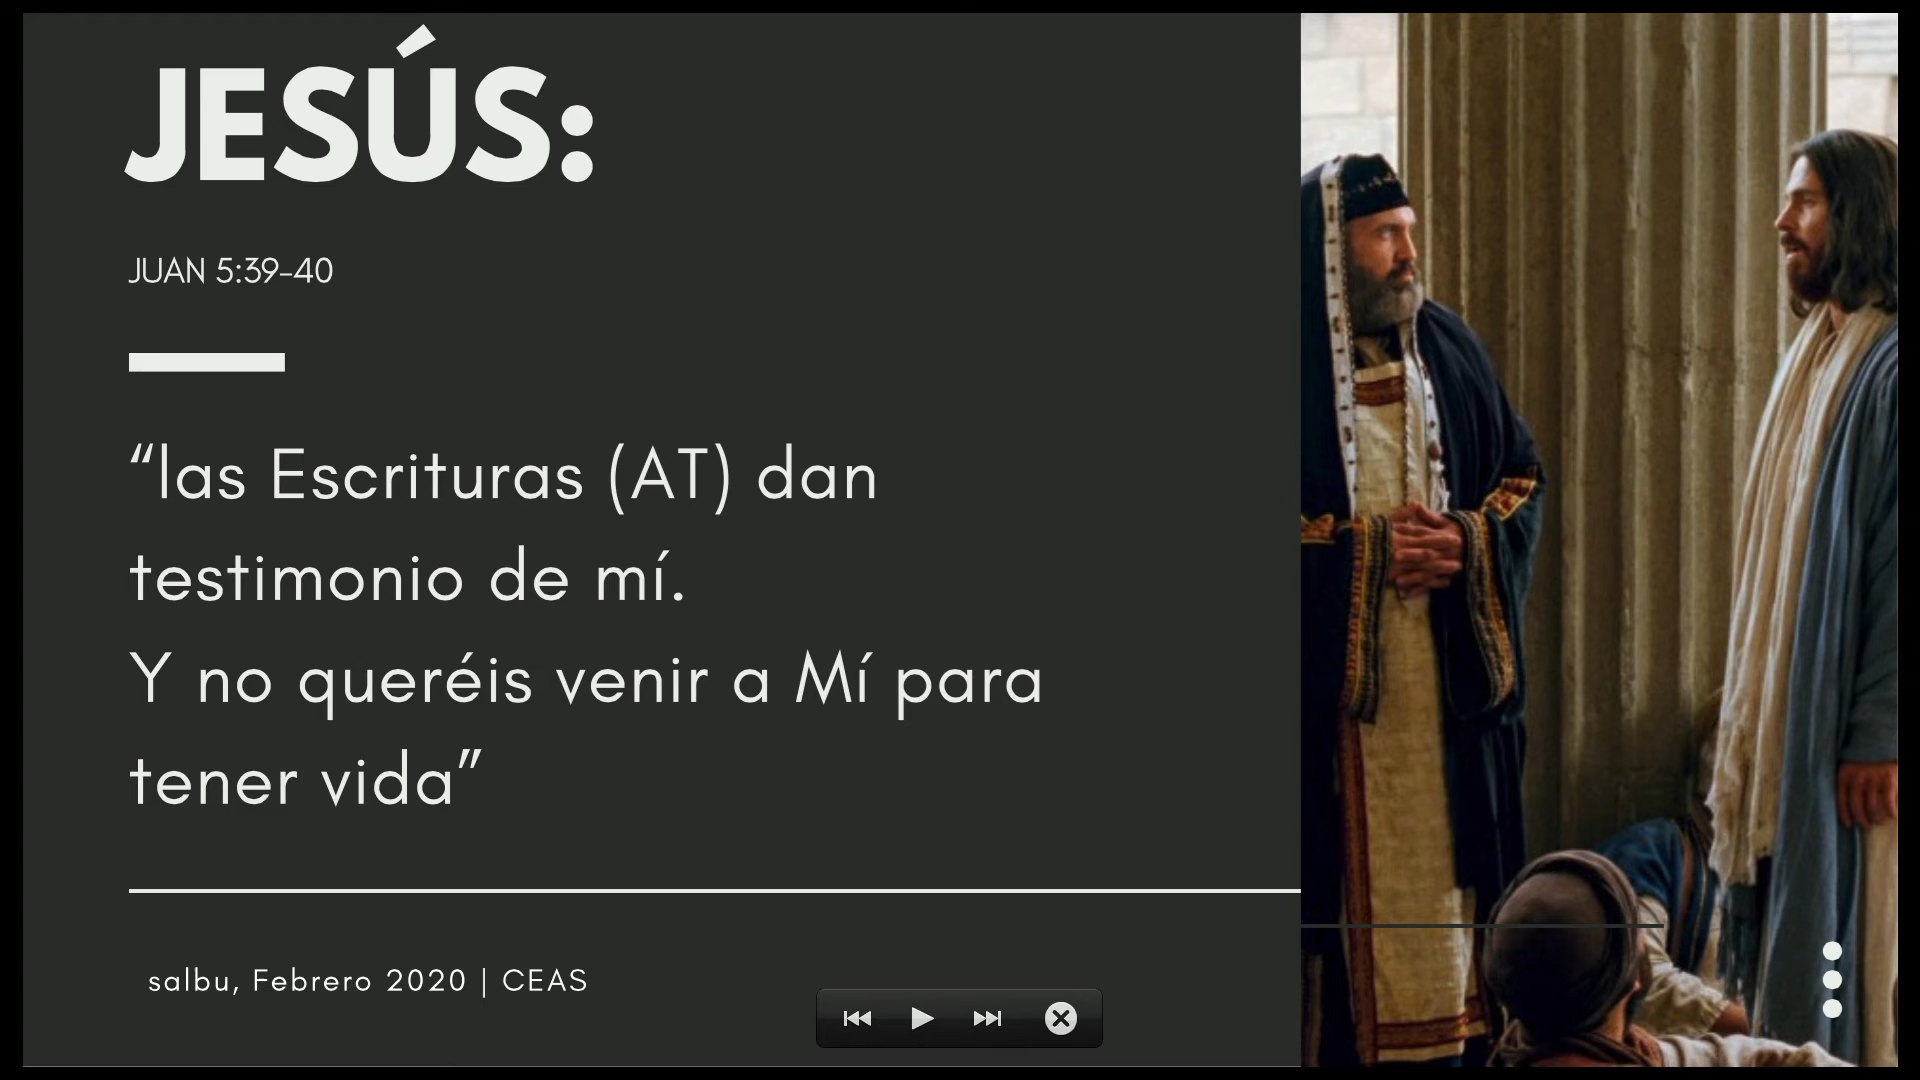 JESÚS:
JUAN 5:39-40
“las Escrituras (AT) dan
testimonio de mí.
Y no queréis venir a Mí para
tener vida”
salbu, Febrero 2020 | CEAS